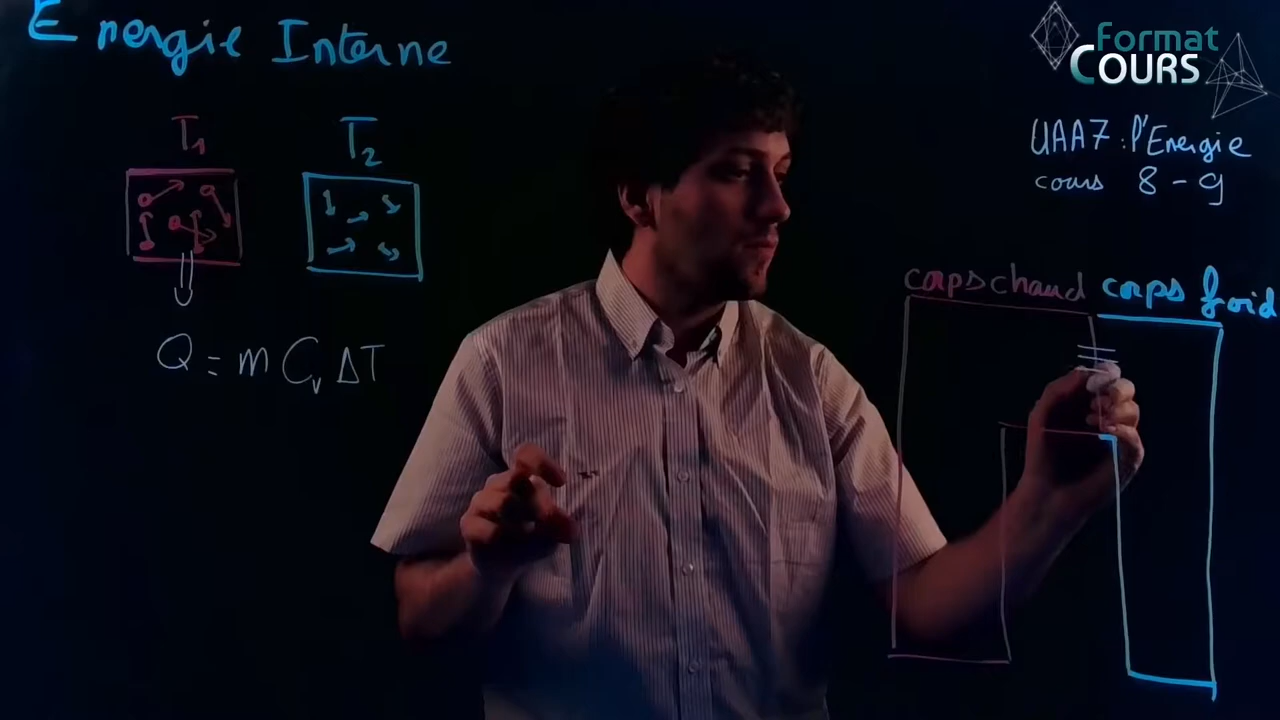 Energie Interne
Format
COURS
UAA7 : l'Energie
cours 8 - 9
T1
T2
Q = m Cv ΔT
corps chaud
corps froid